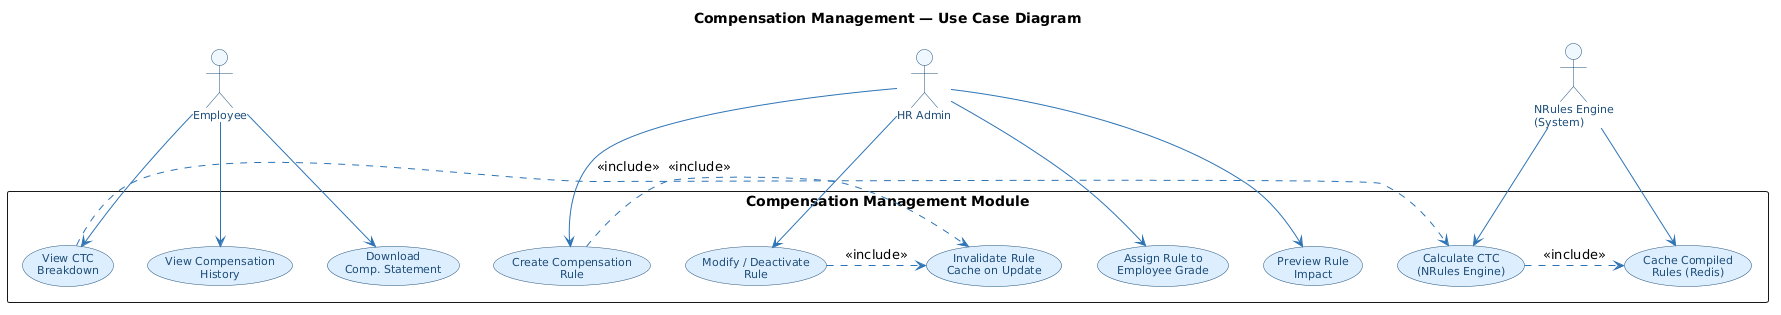 Compensation Management — Use Case Diagram
Employee
HR Admin
NRules Engine
(System)
«include» «include»
Compensation Management Module
View CTC
Breakdown
View Compensation
History
Download
Comp. Statement
Create Compensation
Rule
Modify / Deactivate
Rule
«include»
Invalidate Rule
Cache on Update
Assign Rule to
Employee Grade
Preview Rule
Impact
Calculate CTC
(NRules Engine)
«include»
Cache Compiled
Rules (Redis)